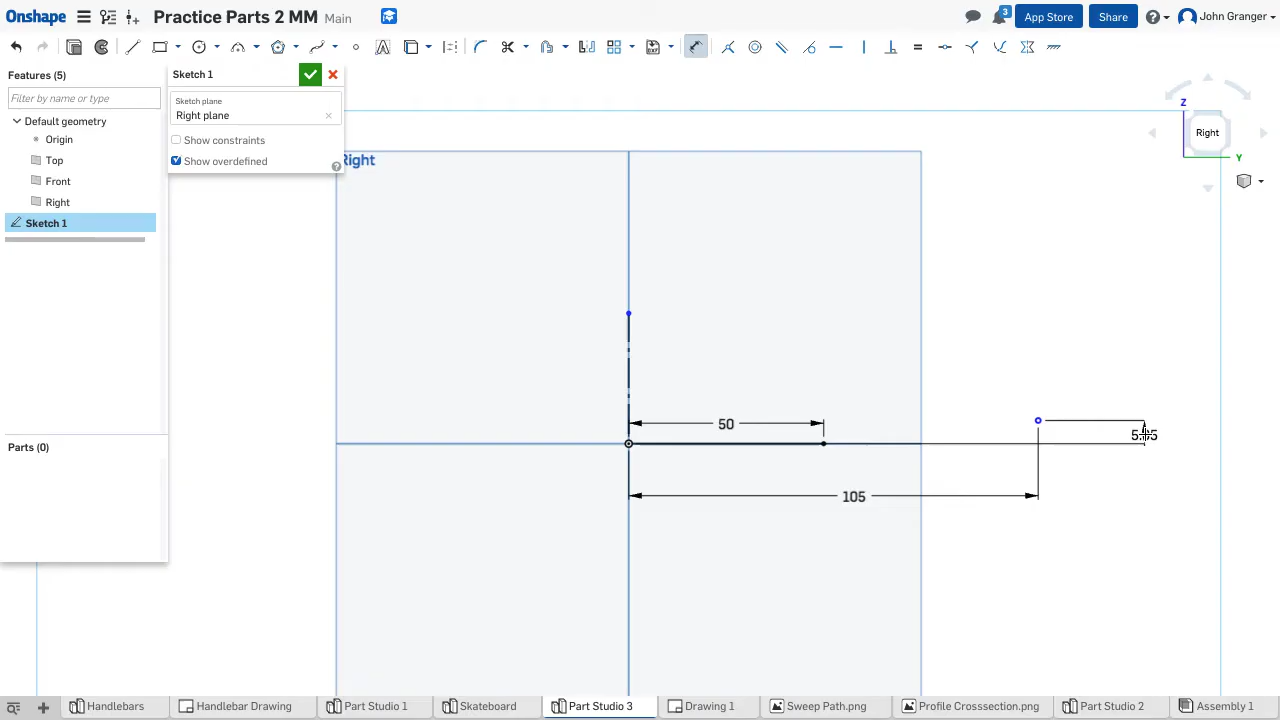 Onshape Practice Parts 2 MM Main 3 App Store Share John Granger
Features (5)
Filter by name or type
Default geometry
Origin
Top
Front
Right
Sketch 1
Parts (0)
Sketch 1
Sketch plane
Right plane
Show constraints
Show overdefined
Right
50
105
Z
Right
Y
Handlebars Handlebar Drawing Part Studio 1 Skateboard Part Studio 3 Drawing 1 Sweep Path.png Profile Crosssection.png Part Studio 2 Assembly 1